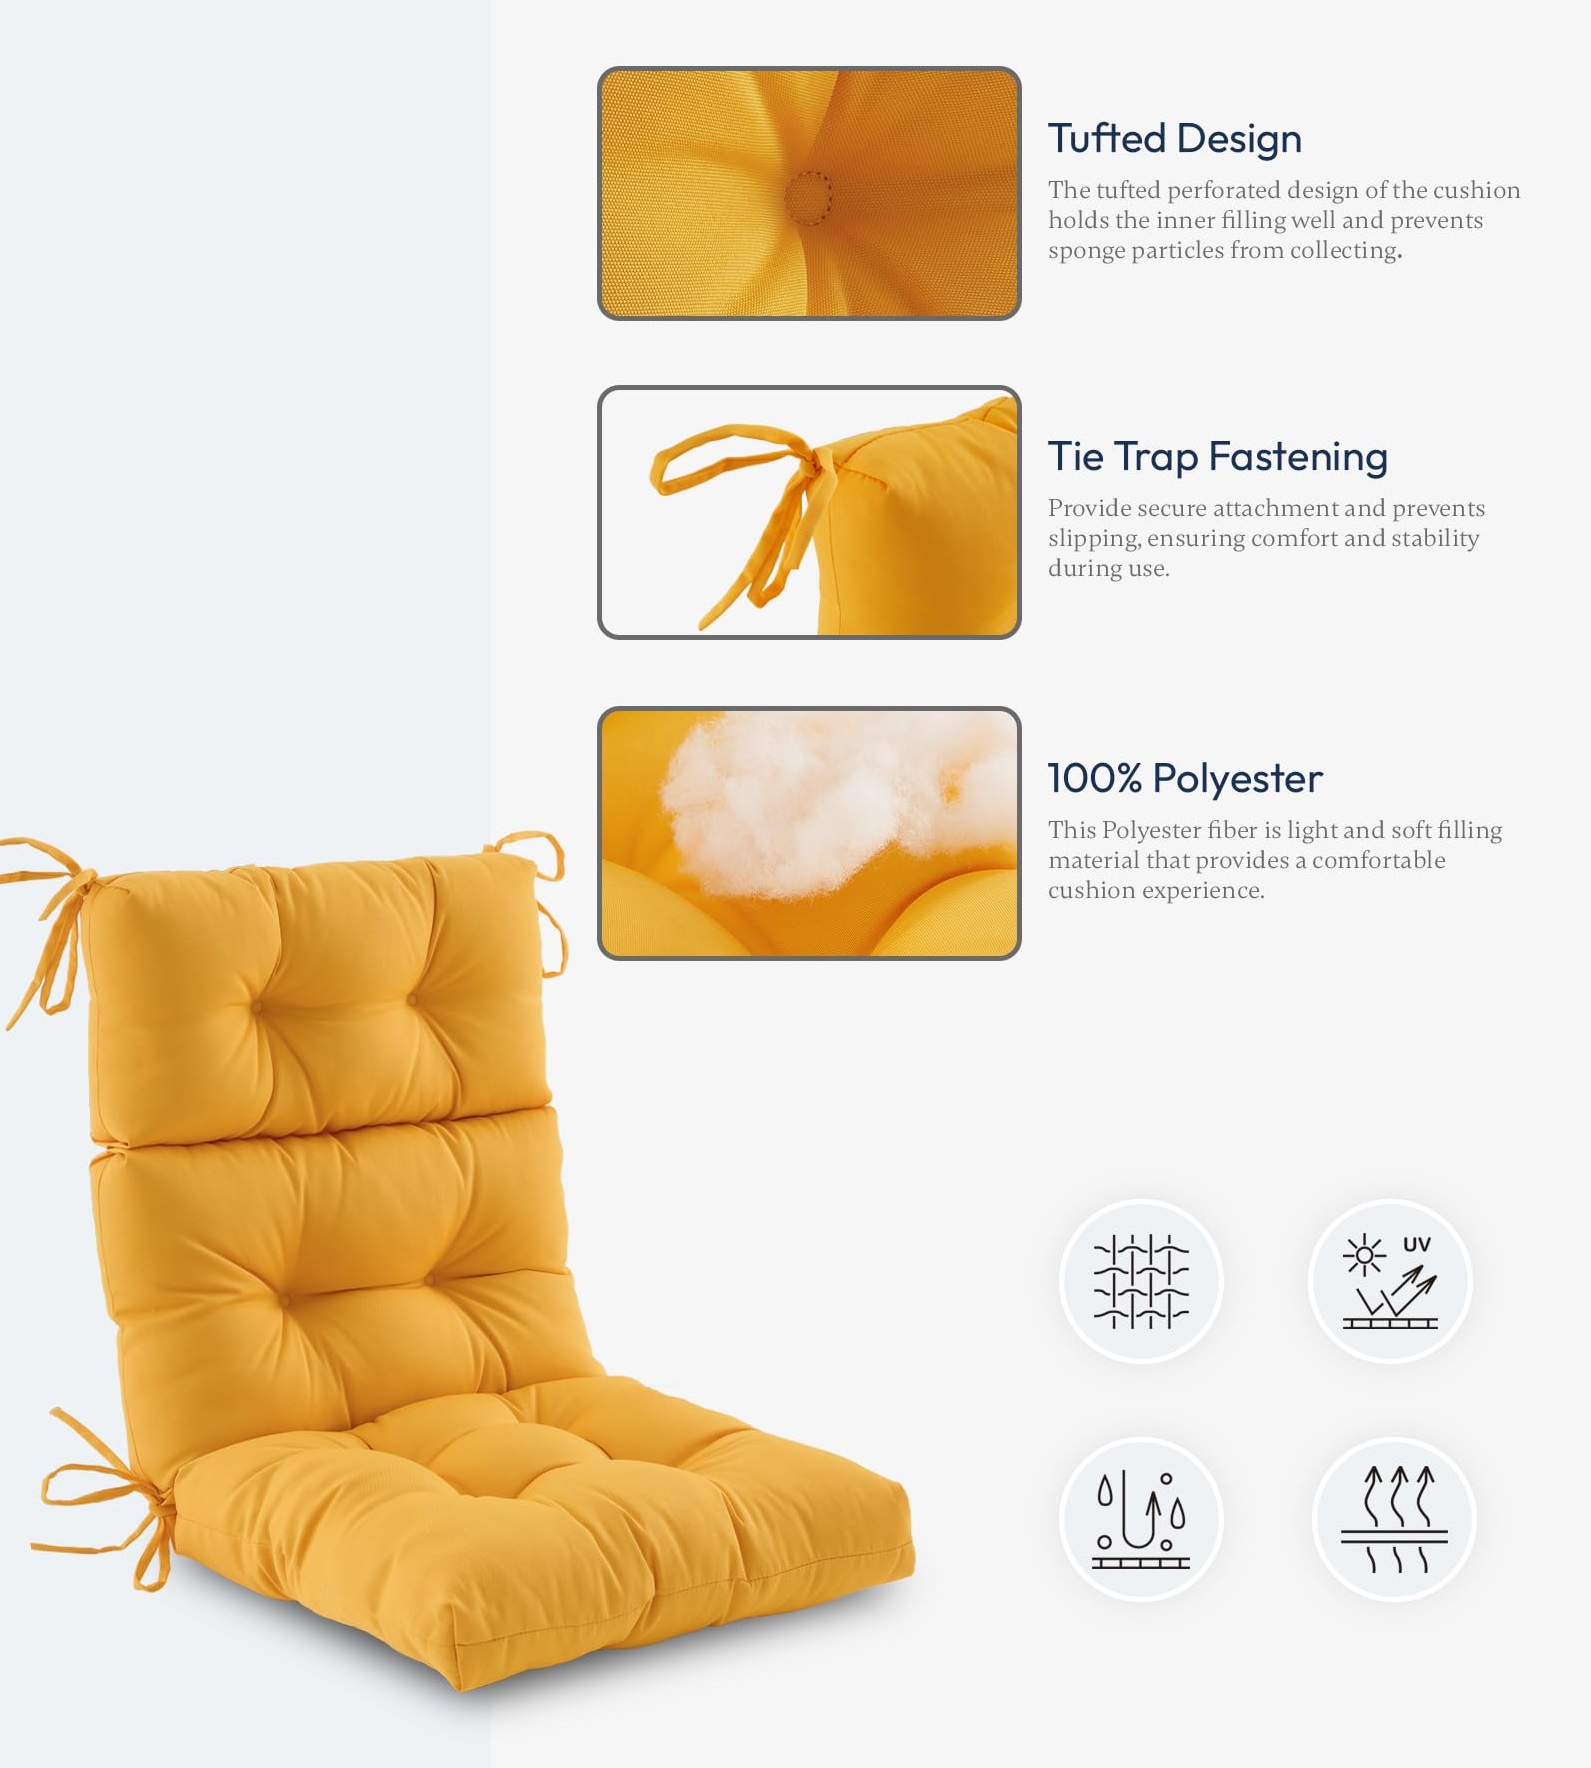 Tufted Design
The tufted perforated design of the cushion
holds the inner filling well and prevents
sponge particles from collecting.
Tie Trap Fastening
Provide secure attachment and prevents
slipping, ensuring comfort and stability
during use.
100% Polyester
This Polyester fiber is light and soft filling
material that provides a comfortable
cushion experience.
UV